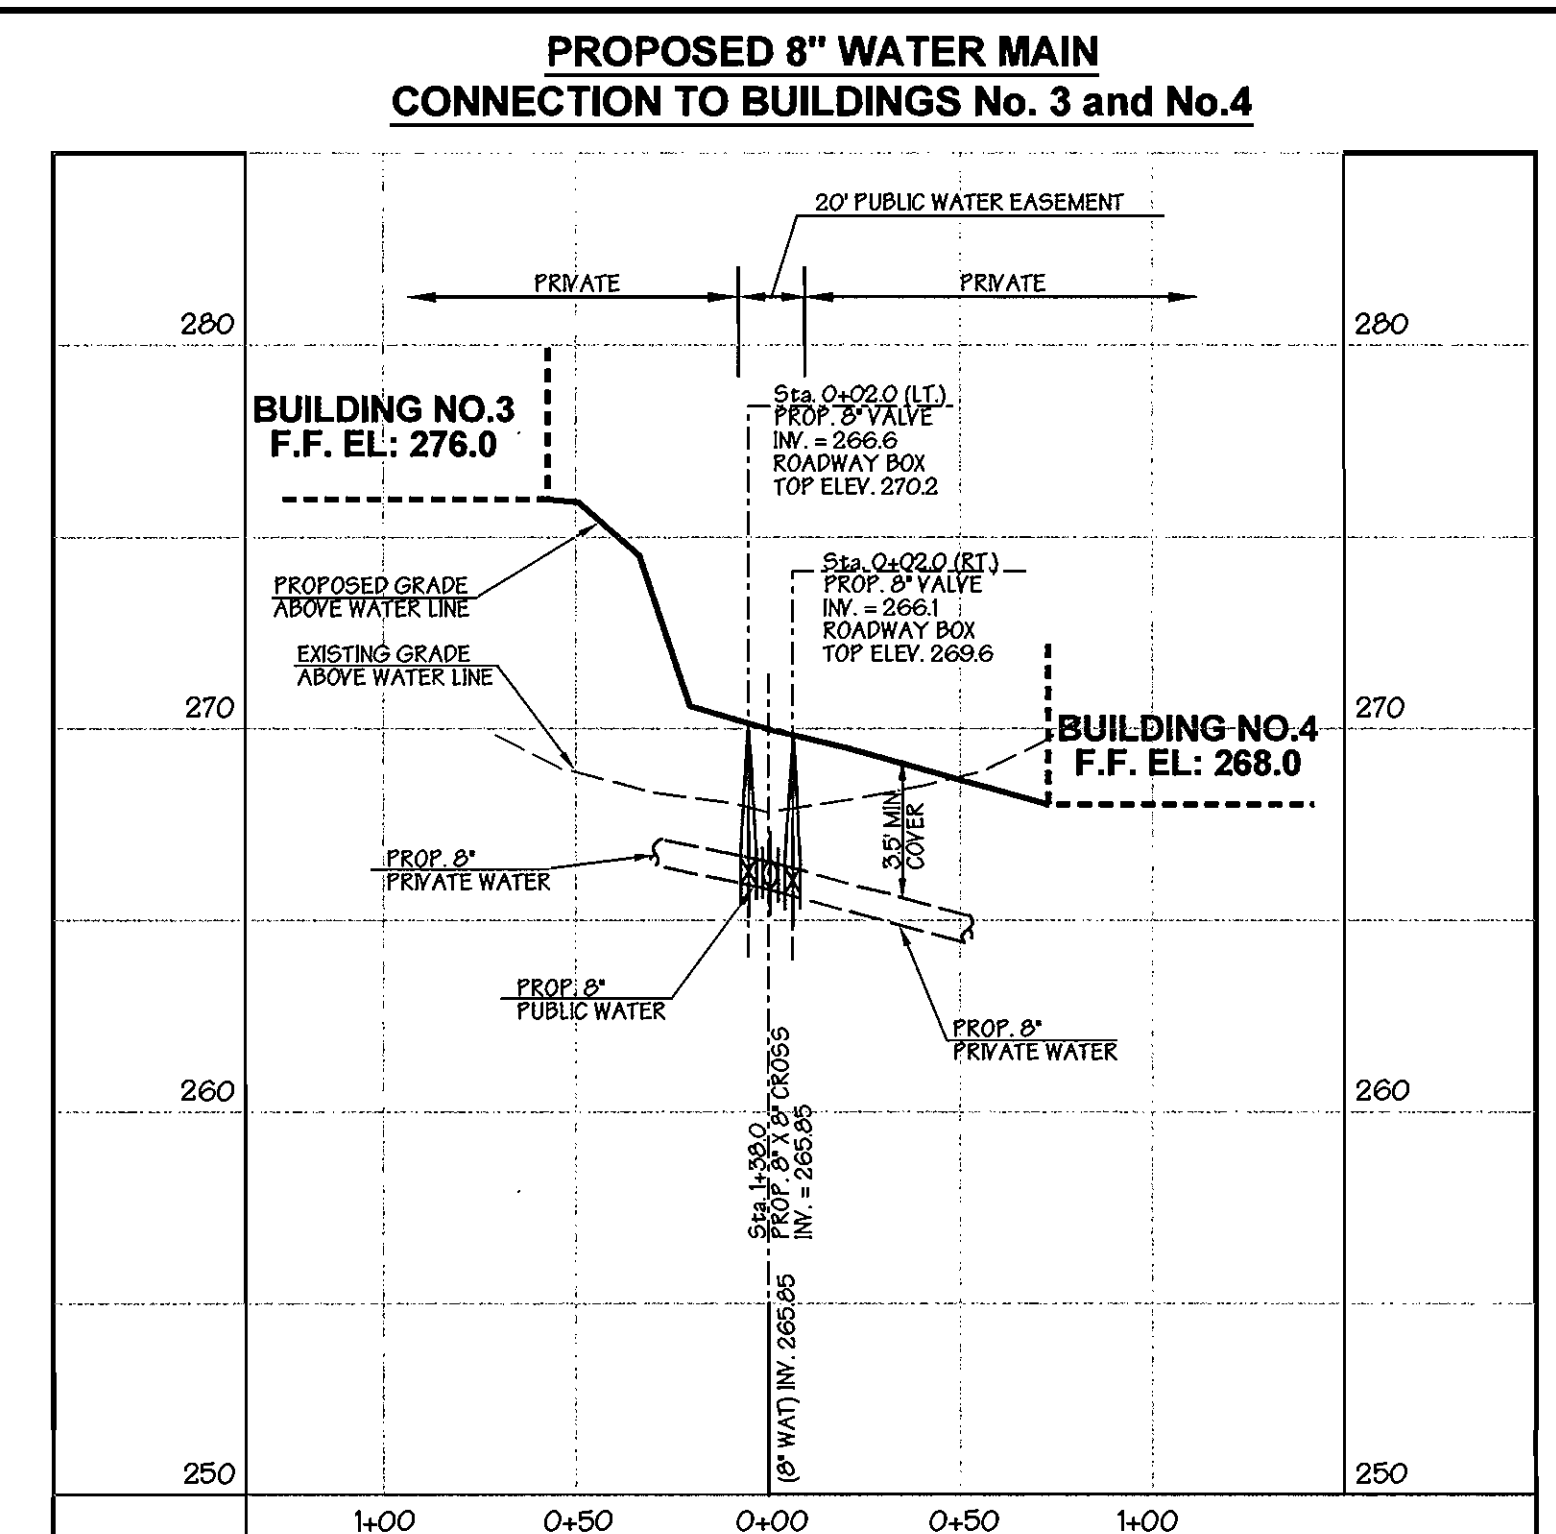 PROPOSED 8" WATER MAIN
CONNECTION TO BUILDINGS No. 3 and No.4
20' PUBLIC WATER EASEMENT
PRIVATE
PRIVATE
280
280
BUILDING NO.3
F.F. EL: 276.0
Sta. 0+02.0 (LT.)
PROP. 8" VALVE
INV. = 266.6
ROADWAY BOX
TOP ELEV. 270.2
Sta. 0+02.0 (RT.)
PROP. 8" VALVE
INV. = 266.1
ROADWAY BOX
TOP ELEV. 269.6
PROPOSED GRADE
ABOVE WATER LINE
EXISTING GRADE
ABOVE WATER LINE
270
270
BUILDING NO.4
F.F. EL: 268.0
3.5' MIN.
COVER
PROP. 8"
PRIVATE WATER
PROP. 8"
PUBLIC WATER
PROP. 8"
PRIVATE WATER
260
260
Sta. 1+38.0
PROP. 8" X 8" CROSS
INV. = 265.85
(8" WAT) INV. 265.85
250
250
1+00
0+50
0+00
0+50
1+00